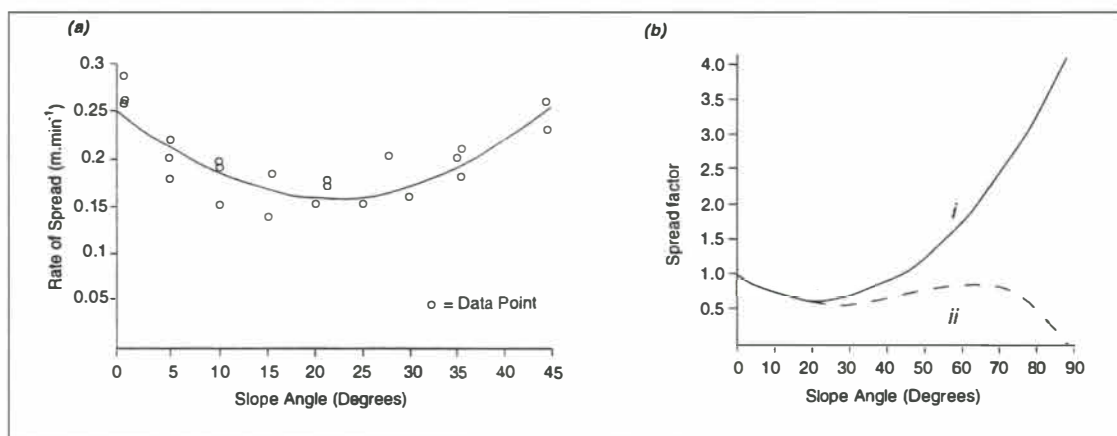 (a)
Rate of Spread (m.min⁻¹)
0.3
0.25
0.2
0.15
0.1
0.05
o = Data Point
0 5 10 15 20 25 30 35 40 45
Slope Angle (Degrees)
(b)
Spread factor
4.0
3.5
3.0
2.5
2.0
1.5
1.0
0.5
i
ii
0 10 20 30 40 50 60 70 80 90
Slope Angle (Degrees)